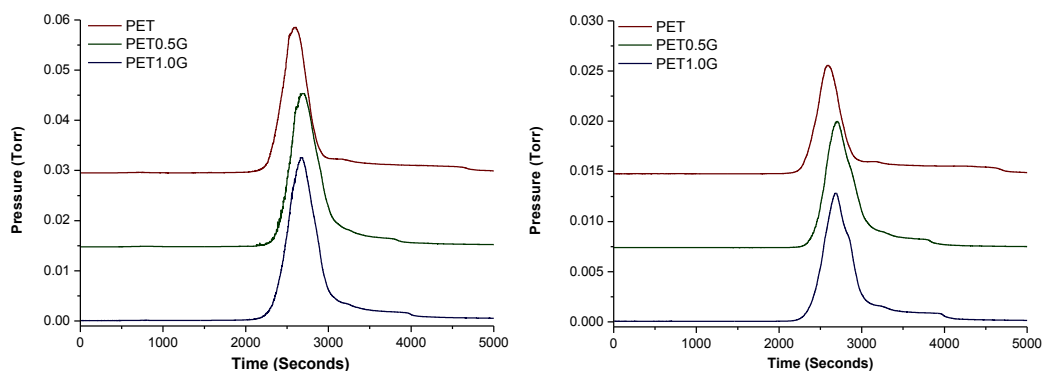 PET
PET0.5G
PET1.0G
0.06
0.05
0.04
0.03
0.02
0.01
0.00
Pressure (Torr)
0 1000 2000 3000 4000 5000
Time (Seconds)
PET
PET0.5G
PET1.0G
0.030
0.025
0.020
0.015
0.010
0.005
0.000
Pressure (Torr)
0 1000 2000 3000 4000 5000
Time (Seconds)